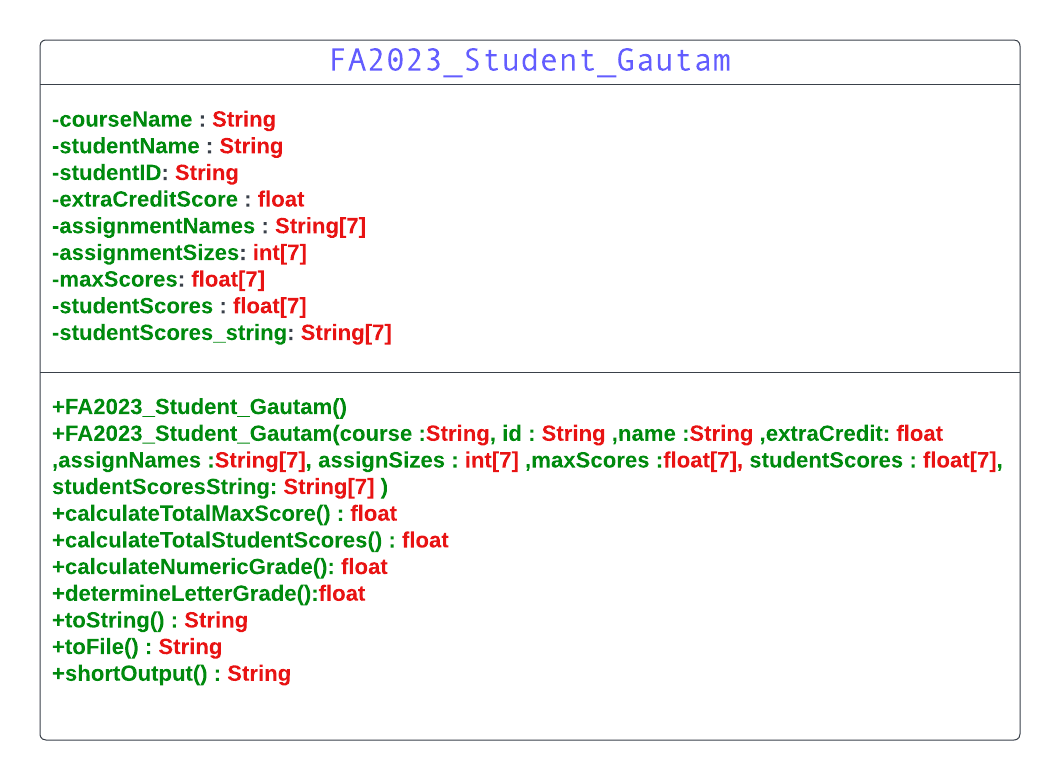 FA2023_Student_Gautam
-courseName : String
-studentName : String
-studentID: String
-extraCreditScore : float
-assignmentNames : String[7]
-assignmentSizes: int[7]
-maxScores: float[7]
-studentScores : float[7]
-studentScores_string: String[7]
+FA2023_Student_Gautam()
+FA2023_Student_Gautam(course :String, id : String ,name :String ,extraCredit: float
,assignNames :String[7], assignSizes : int[7] ,maxScores :float[7], studentScores : float[7],
studentScoresString: String[7] )
+calculateTotalMaxScore() : float
+calculateTotalStudentScores() : float
+calculateNumericGrade(): float
+determineLetterGrade():float
+toString() : String
+toFile() : String
+shortOutput() : String